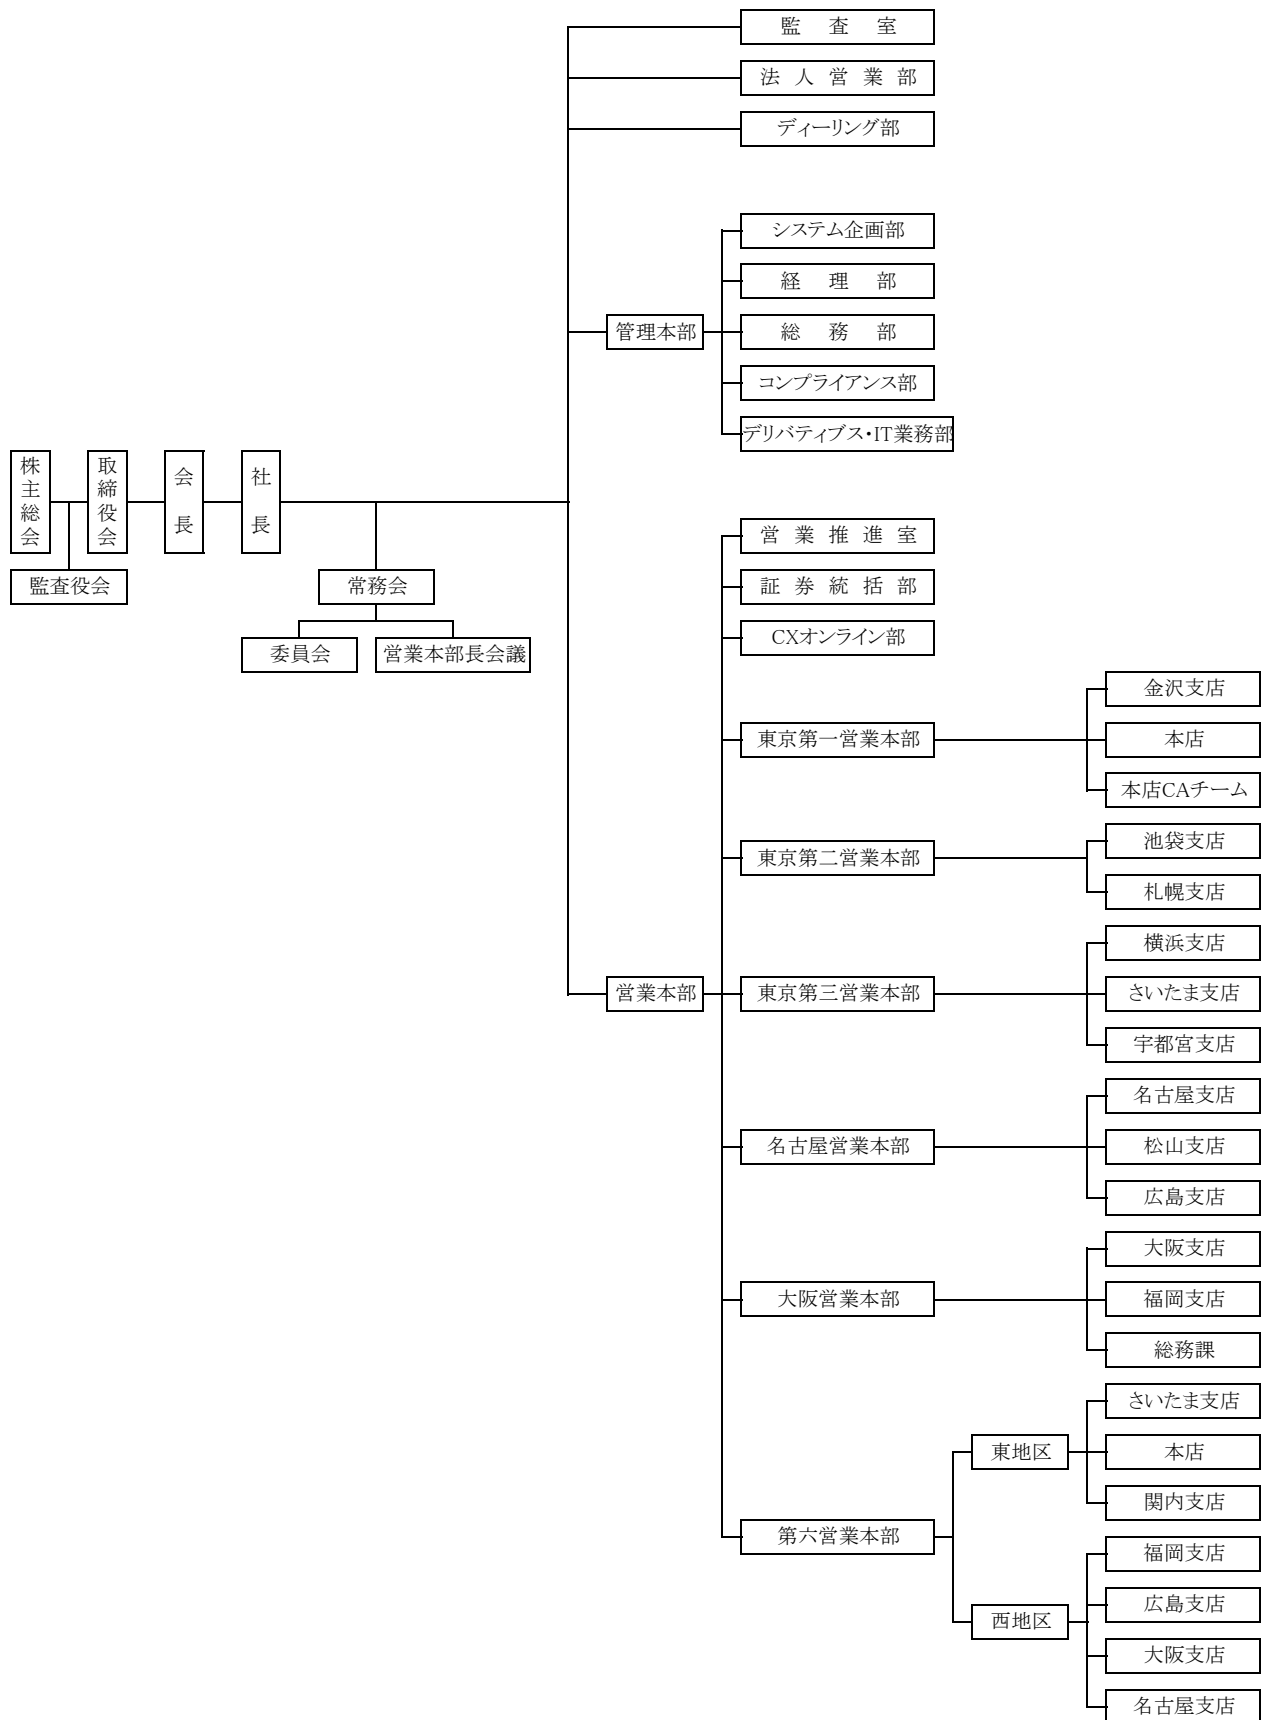 監査室
法人営業部
ディーリング部
システム企画部
経理部
総務部
コンプライアンス部
デリバティブス・IT業務部
管理本部
株主総会
取締役会
会長
社長
監査役会
常務会
委員会
営業本部長会議
営業推進室
証券統括部
CXオンライン部
営業本部
東京第一営業本部
金沢支店
本店
本店CAチーム
東京第二営業本部
池袋支店
札幌支店
東京第三営業本部
横浜支店
さいたま支店
宇都宮支店
名古屋営業本部
名古屋支店
松山支店
広島支店
大阪営業本部
大阪支店
福岡支店
総務課
第六営業本部
東地区
さいたま支店
本店
関内支店
西地区
福岡支店
広島支店
大阪支店
名古屋支店